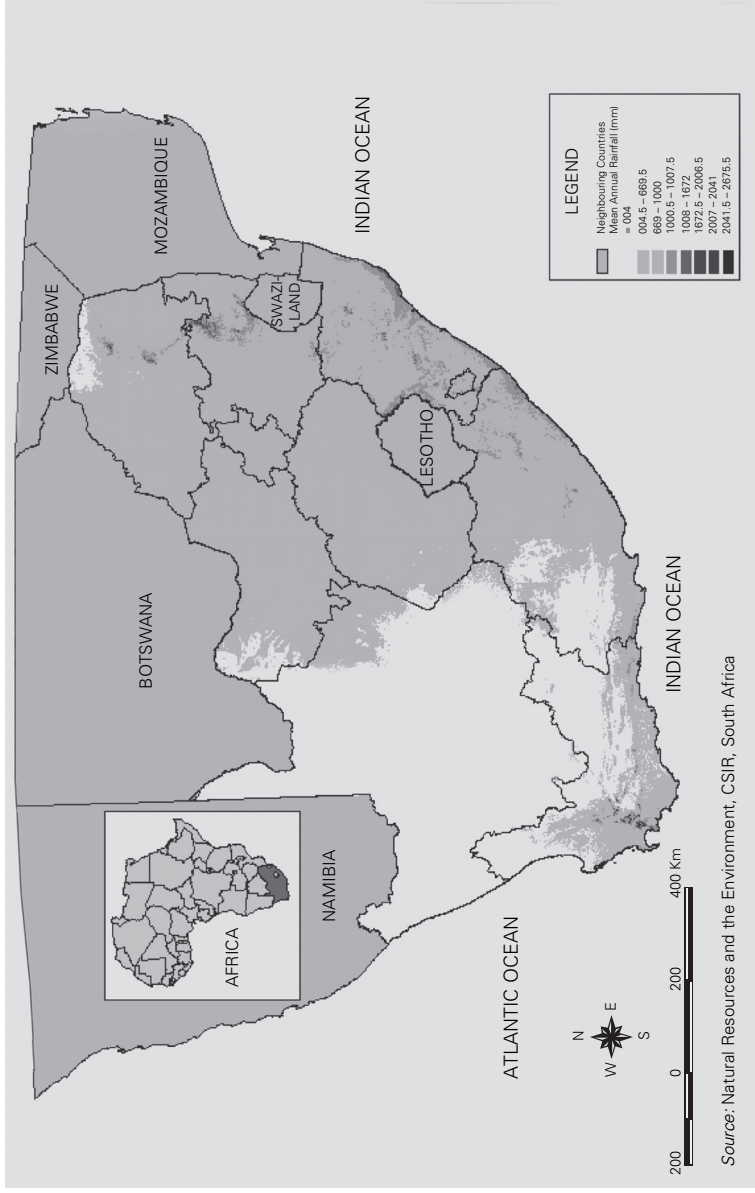 ZIMBABWE
MOZAMBIQUE
BOTSWANA
SWAZI-
LAND
INDIAN OCEAN
NAMIBIA
AFRICA
LESOTHO
ATLANTIC OCEAN
INDIAN OCEAN
N
W E
S
200 0 200 400 Km
LEGEND
Neighbouring Countries
Mean Annual Rainfall (mm)
= 004
004.5 – 669.5
669 – 1000
1000.5 – 1007.5
1008 – 1672
1672.5 – 2006.5
2007 – 2041
2041.5 – 2675.5
Source: Natural Resources and the Environment, CSIR, South Africa